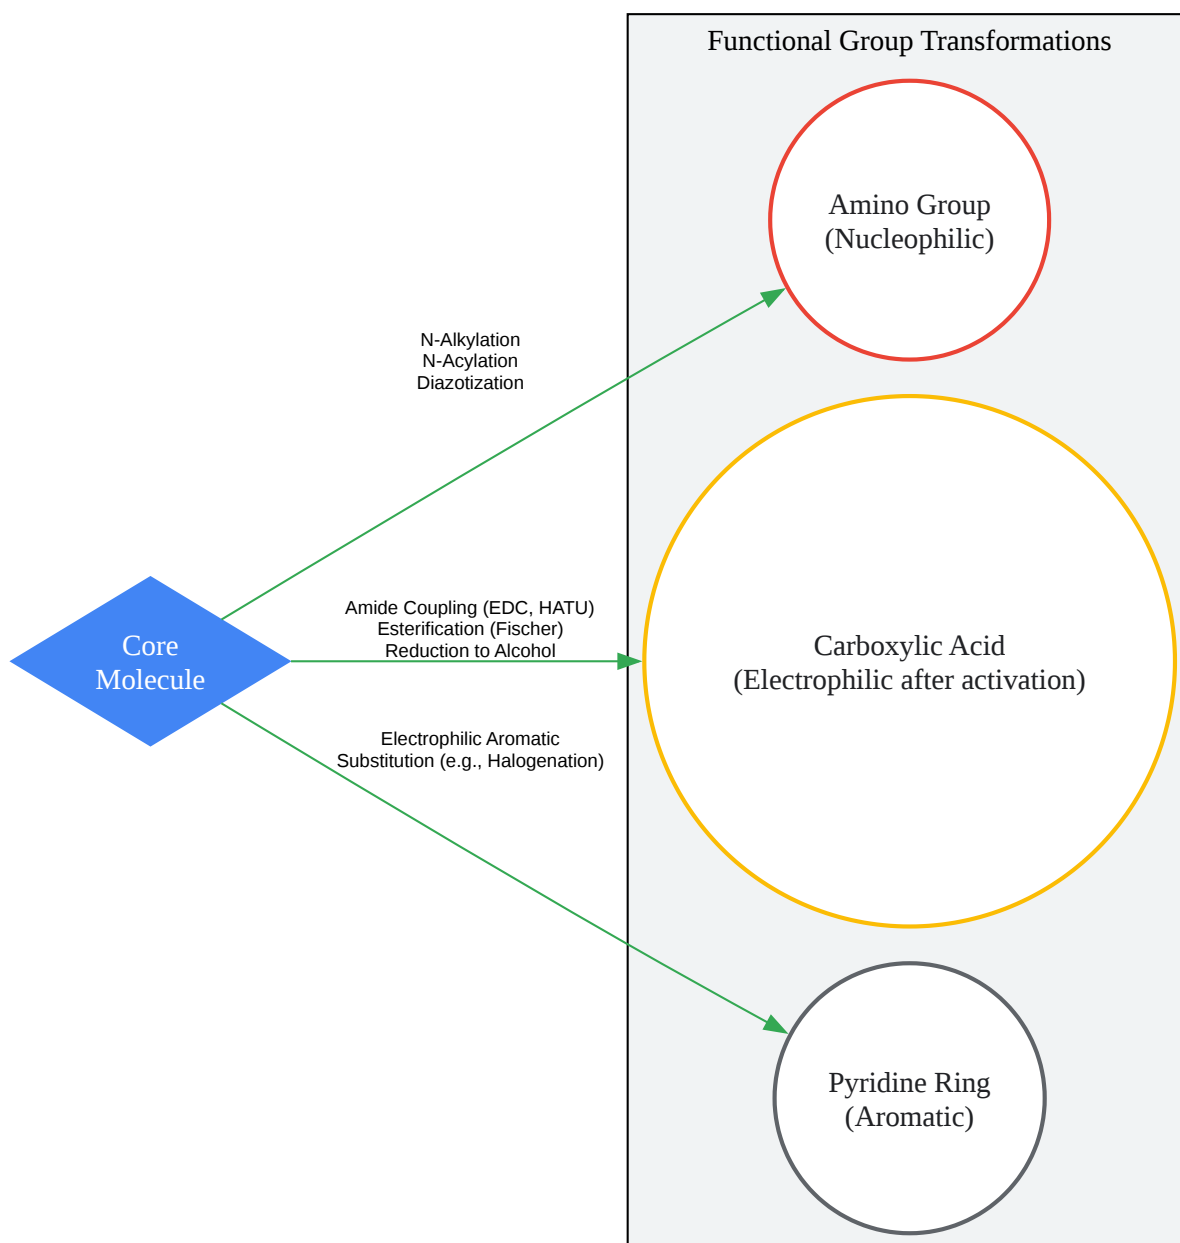 Functional Group Transformations
Amino Group
(Nucleophilic)
N-Alkylation
N-Acylation
Diazotization
Amide Coupling (EDC, HATU)
Esterification (Fischer)
Reduction to Alcohol
Core
Molecule
Carboxylic Acid
(Electrophilic after activation)
Electrophilic Aromatic
Substitution (e.g., Halogenation)
Pyridine Ring
(Aromatic)